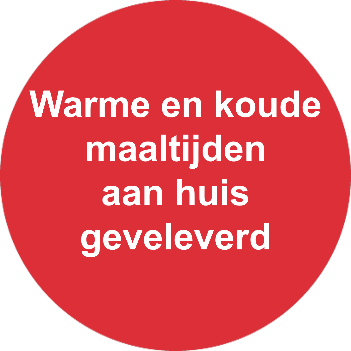 Warme en koude
maaltijden
aan huis
geveleverd